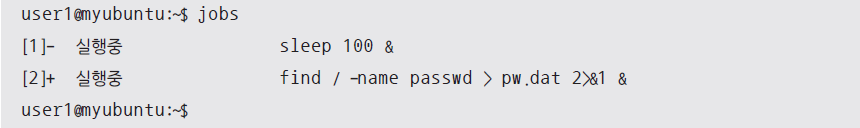 user1@myubuntu:~$ jobs
[1]- 실행중 sleep 100 &
[2]+ 실행중 find / -name passwd > pw.dat 2>&1 &
user1@myubuntu:~$